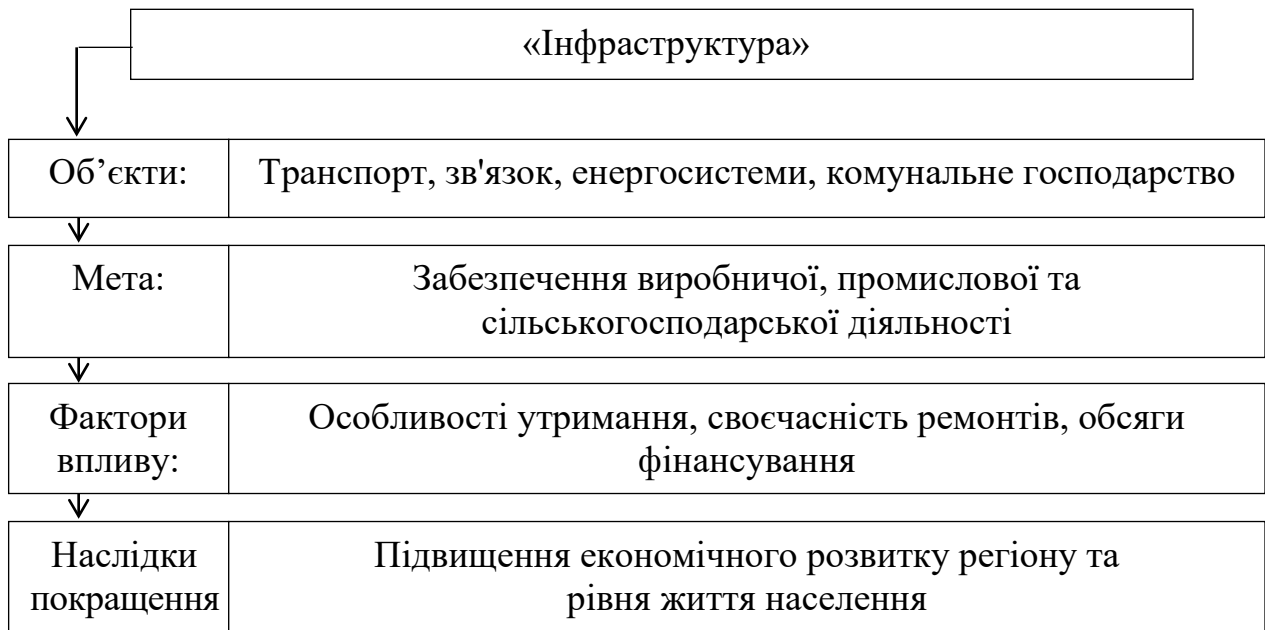 «Інфраструктура»
Об’єкти:
Транспорт, зв'язок, енергосистеми, комунальне господарство
Мета:
Забезпечення виробничої, промислової та
сільськогосподарської діяльності
Фактори
впливу:
Особливості утримання, своєчасність ремонтів, обсяги
фінансування
Наслідки
покращення
Підвищення економічного розвитку регіону та
рівня життя населення